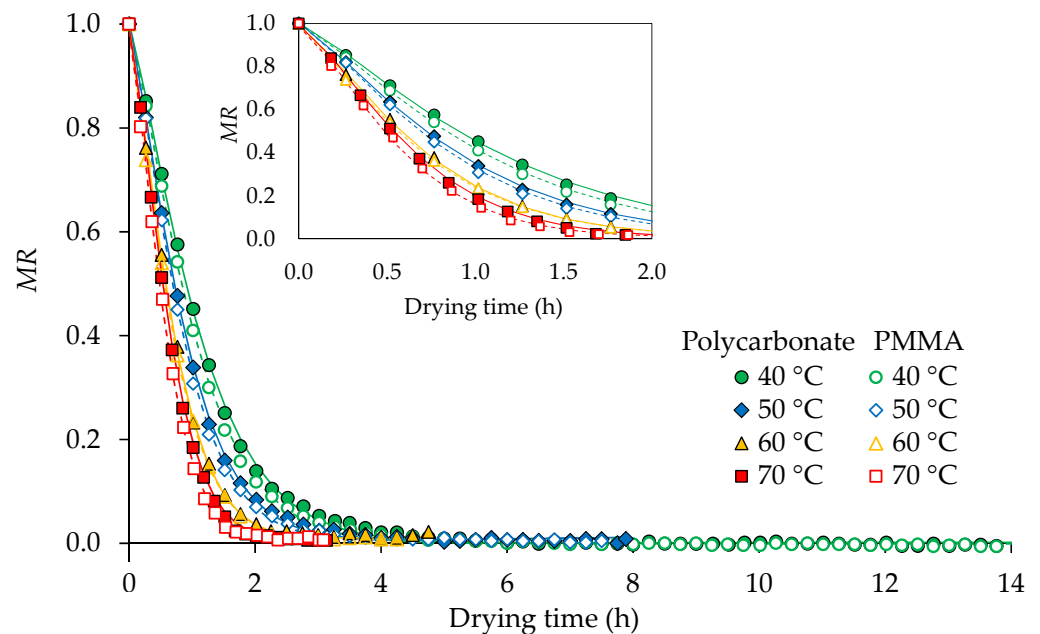 MR
1.0
0.8
0.6
0.4
0.2
0.0
0 2 4 6 8 10 12 14
Drying time (h)
MR
1.0
0.8
0.6
0.4
0.2
0.0
0.0 0.5 1.0 1.5 2.0
Drying time (h)
Polycarbonate PMMA
40 °C 40 °C
50 °C 50 °C
60 °C 60 °C
70 °C 70 °C